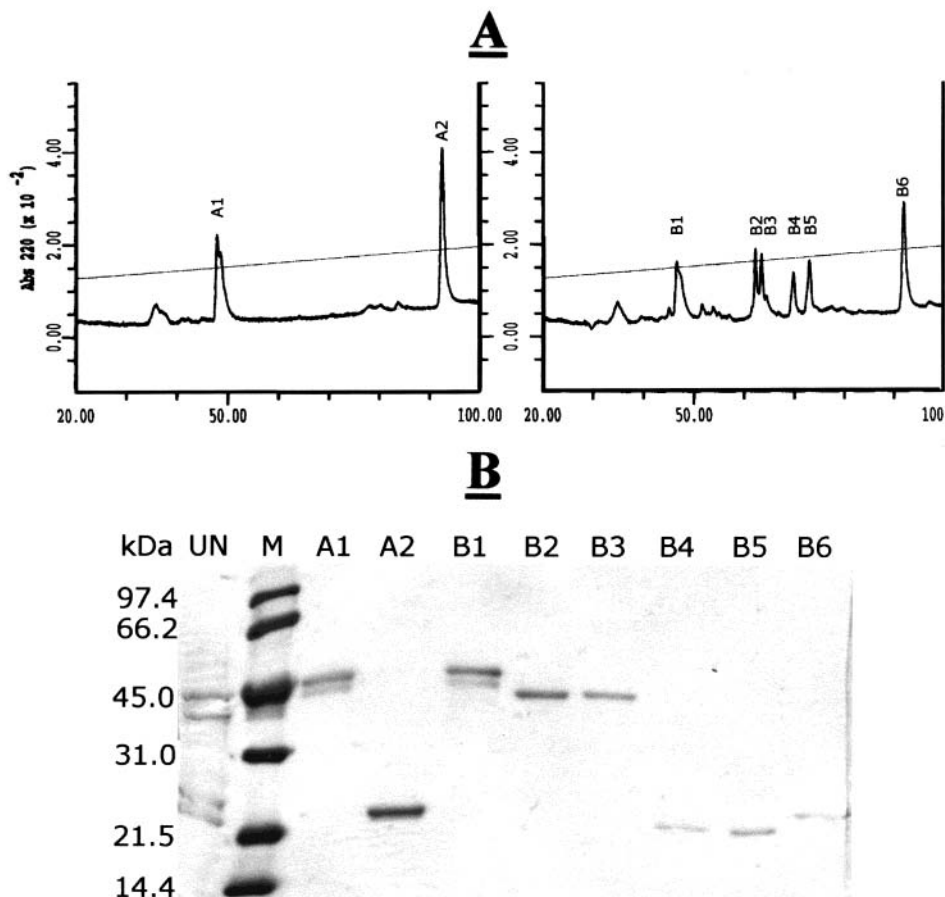 A
Abs 220 (x 10 -2)
0.00 2.00 4.00
A1 A2
20.00 50.00 100.00
0.00 2.00 4.00
B1 B2 B3 B4 B5 B6
20.00 50.00 100
B
kDa UN M A1 A2 B1 B2 B3 B4 B5 B6
97.4
66.2
45.0
31.0
21.5
14.4